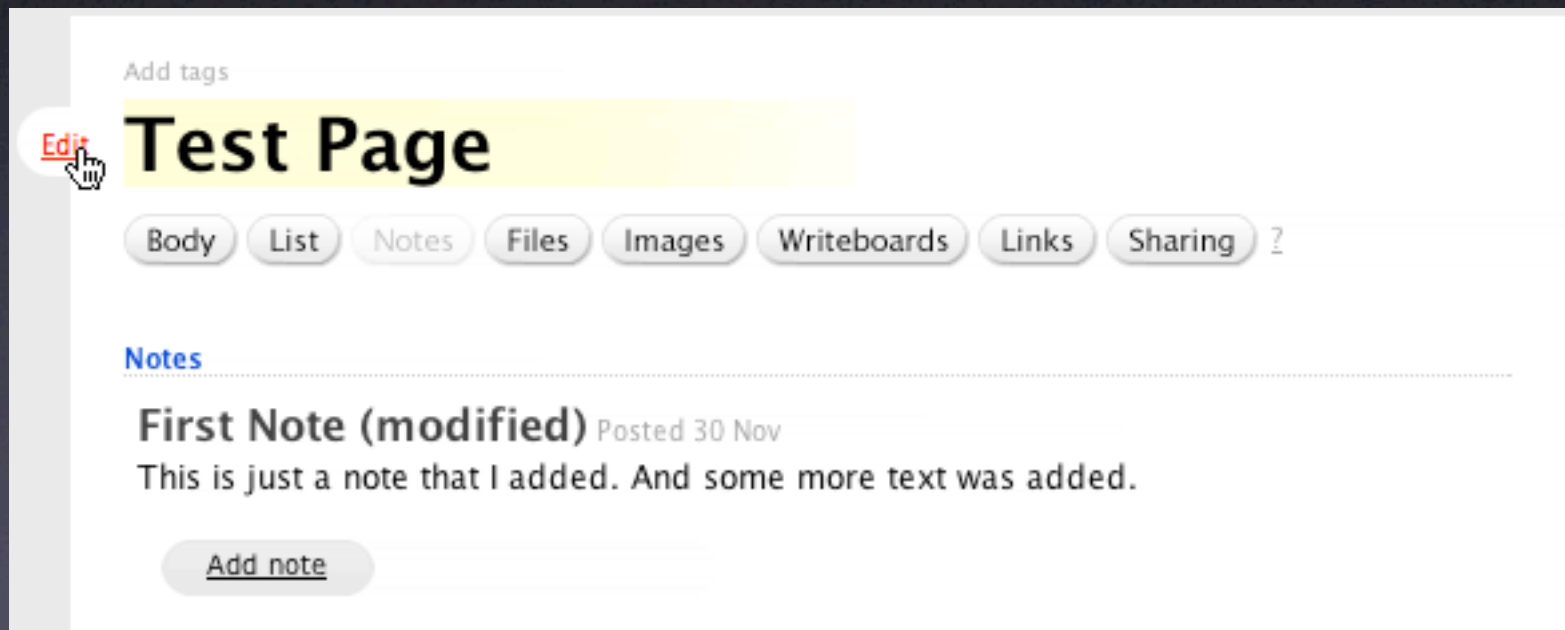 Add tags
Edit Test Page
Body List Notes Files Images Writeboards Links Sharing ?
Notes
First Note (modified) Posted 30 Nov
This is just a note that I added. And some more text was added.
Add note